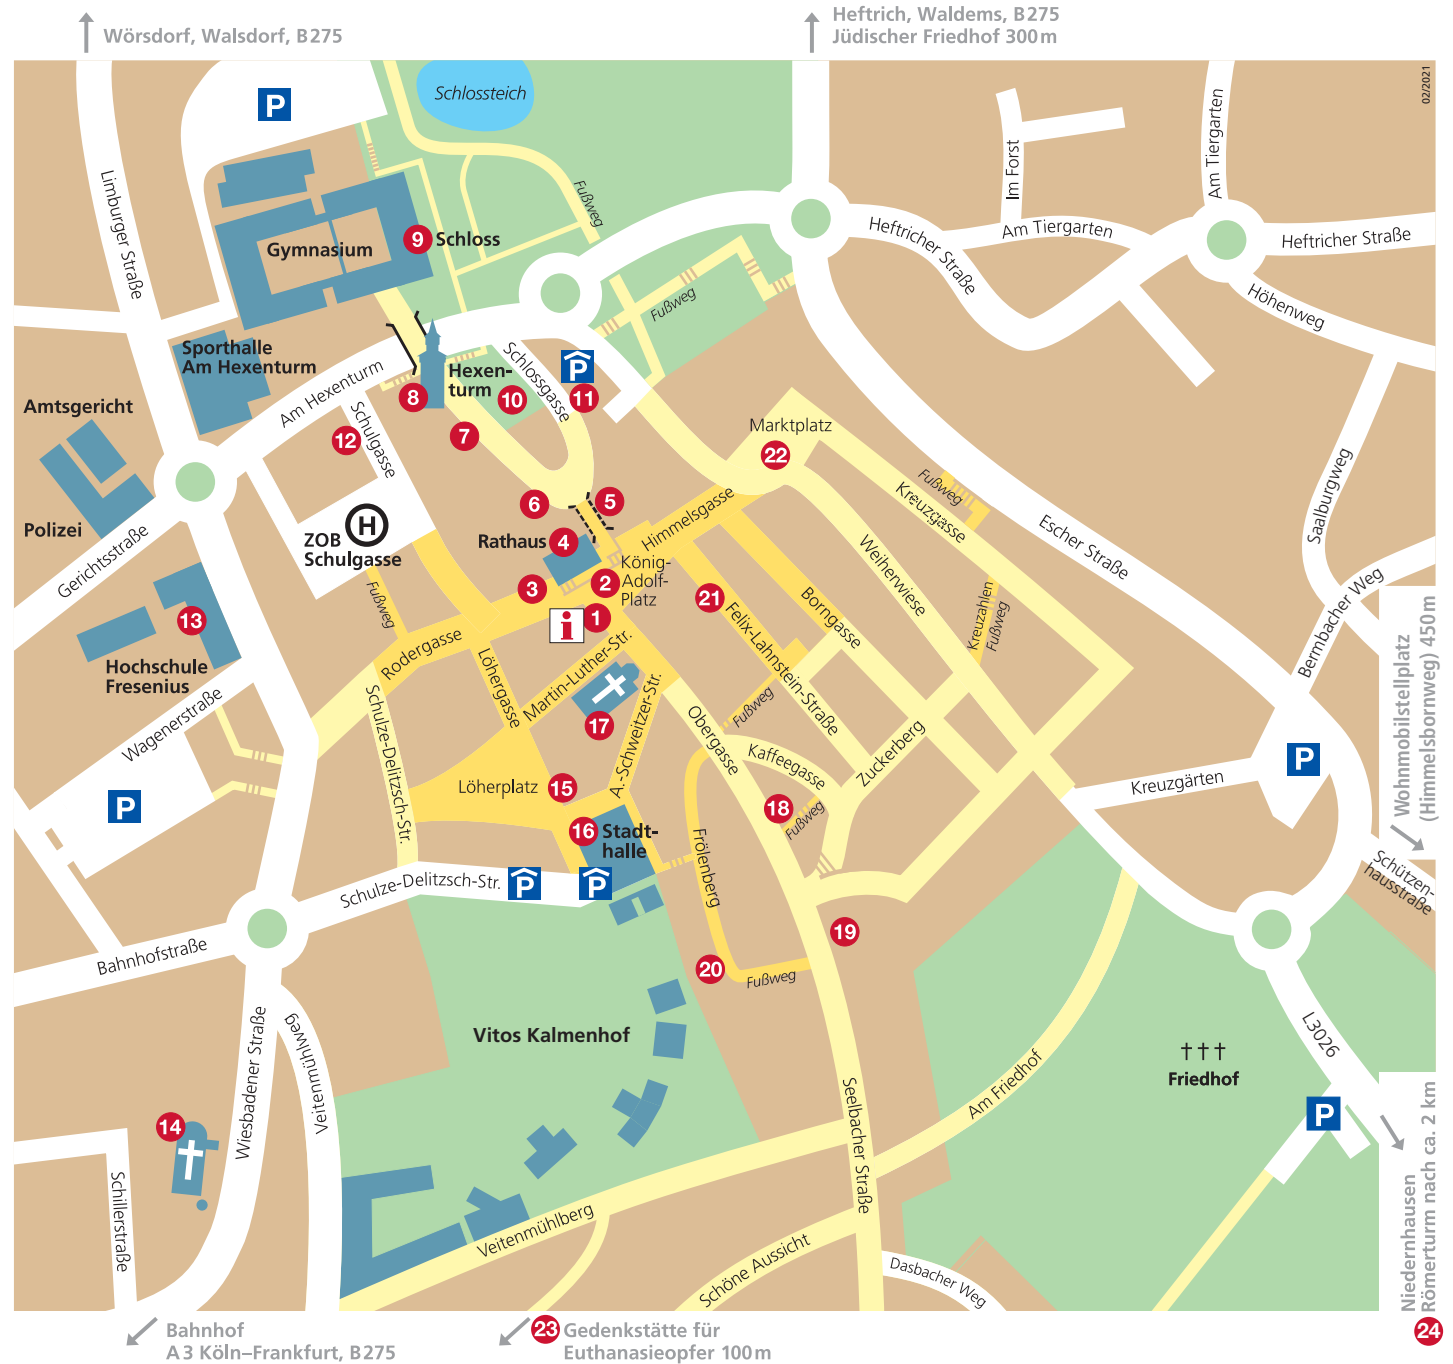 Wörsdorf, Walsdorf, B275
Heftrich, Waldems, B275
Jüdischer Friedhof 300 m
02/2021
P
Schlossteich
Limburger Straße
Fußweg
Im Forst
Am Tiergarten
Am Tiergarten
Heftricher Straße
Heftricher Straße
Höhenweg
Gymnasium
9 Schloss
Fußweg
Sporthalle
Am Hexenturm
Am Hexenturm
Hexen-
turm
8
10
7
Schlossgasse
P
11
Amtsgericht
Schulgasse
12
Marktplatz
22
Fußweg
Kreuzgasse
Saalburgweg
Polizei
Gerichtsstraße
ZOB
Schulgasse
H
6
5
Rathaus 4
Himmelsgasse
Weiherwiese
Escher Straße
3
2
König-
Adolf-
Platz
i
1
21
Fußweg
Rodergasse
Borngasse
Felix-Lahnstein-Straße
Kreuzahlen
Fußweg
Bermbacher Weg
13
Hochschule
Fresenius
Wagenerstraße
Löhergasse
Martin-Luther-Str.
17
A.-Schweitzer-Str.
Schulze-Delitzsch-Str.
Fußweg
Obergasse
Kaffeegasse
Zuckerberg
Kreuzgärten
P
Wohnmobilstellplatz
(Himmelsbornweg) 450 m
P
Löherplatz
15
16 Stadt-
halle
18
Fußweg
Frölenberg
Schützen-
hausstraße
Schulze-Delitzsch-Str.
P
P
Bahnhofstraße
19
20
Fußweg
Vitos Kalmenhof
Wiesbadener Straße
Veitenmühlweg
L3026
Friedhof
P
Am Friedhof
Seelbacher Straße
14
Schillerstraße
Veitenmühlberg
Schöne Aussicht
Dasbacher Weg
Niedernhausen
Römerturm nach ca. 2 km
24
Bahnhof
A 3 Köln–Frankfurt, B275
23 Gedenkstätte für
Euthanasieopfer 100 m